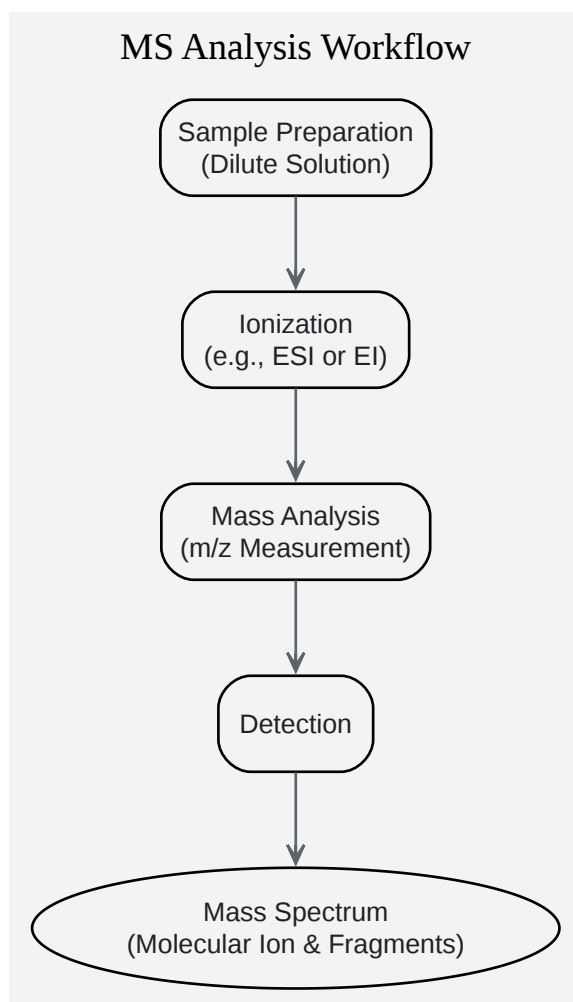 MS Analysis Workflow
Sample Preparation
(Dilute Solution)
Ionization
(e.g., ESI or EI)
Mass Analysis
(m/z Measurement)
Detection
Mass Spectrum
(Molecular Ion & Fragments)